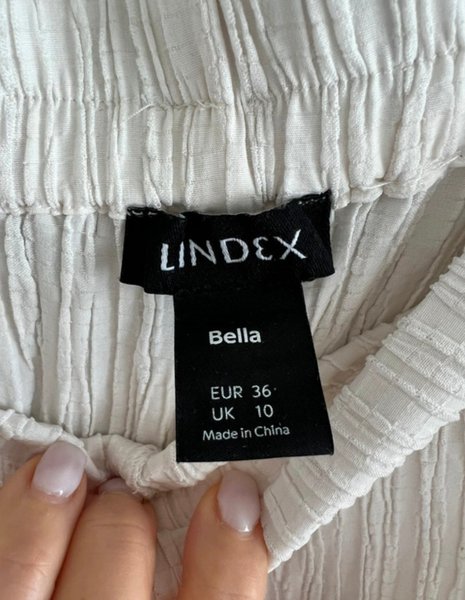 LINDEX
Bella
EUR 36
UK 10
Made in China